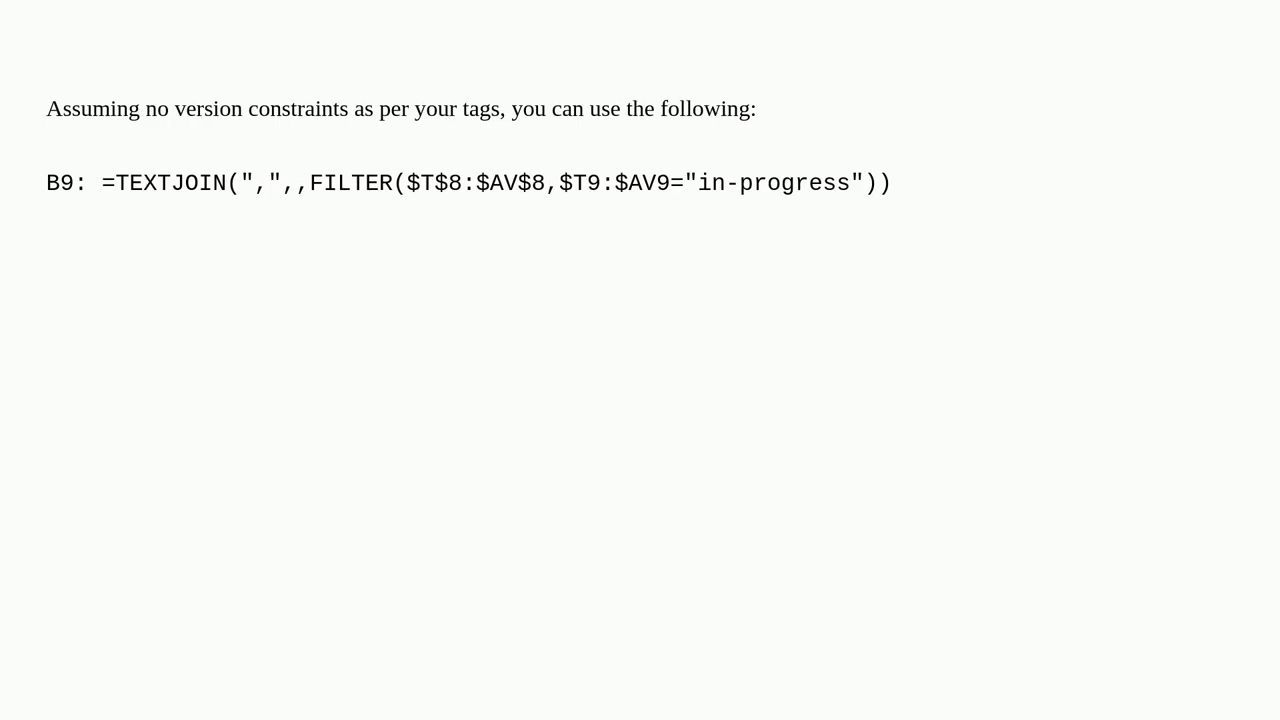 Assuming no version constraints as per your tags, you can use the following:
B9: =TEXTJOIN(",",,FILTER($T$8:$AV$8,$T9:$AV9="in-progress"))